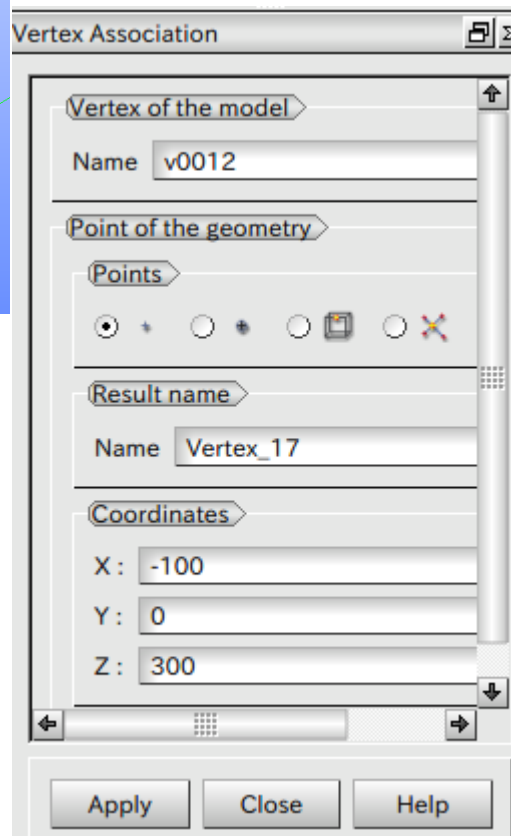 Vertex Association
Vertex of the model
Name v0012
Point of the geometry
Points
Result name
Name Vertex_17
Coordinates
X : -100
Y : 0
Z : 300
Apply Close Help